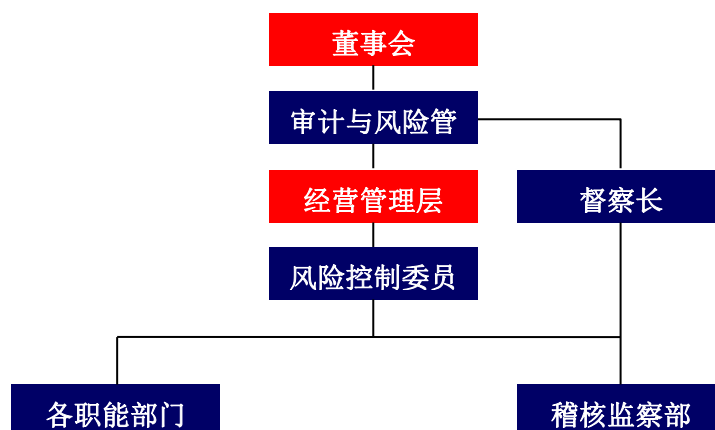 董事会
审计与风险管
经营管理层
督察长
风险控制委员
各职能部门
稽核监察部